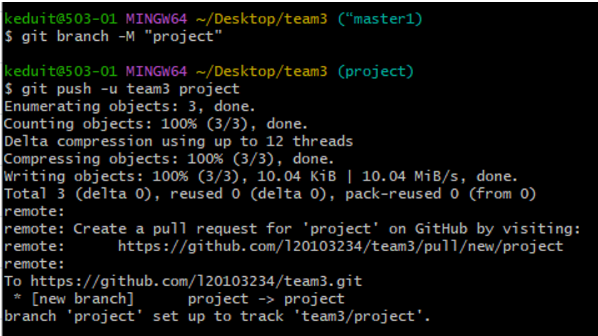 keduit@503-01 MINGW64 ~/Desktop/team3 (“master1)
$ git branch -M "project"
keduit@503-01 MINGW64 ~/Desktop/team3 (project)
$ git push -u team3 project
Enumerating objects: 3, done.
Counting objects: 100% (3/3), done.
Delta compression using up to 12 threads
Compressing objects: 100% (3/3), done.
Writing objects: 100% (3/3), 10.04 KiB | 10.04 MiB/s, done.
Total 3 (delta 0), reused 0 (delta 0), pack-reused 0 (from 0)
remote:
remote: Create a pull request for 'project' on GitHub by visiting:
remote:      https://github.com/l20103234/team3/pull/new/project
remote:
To https://github.com/l20103234/team3.git
 * [new branch]      project -> project
branch 'project' set up to track 'team3/project'.